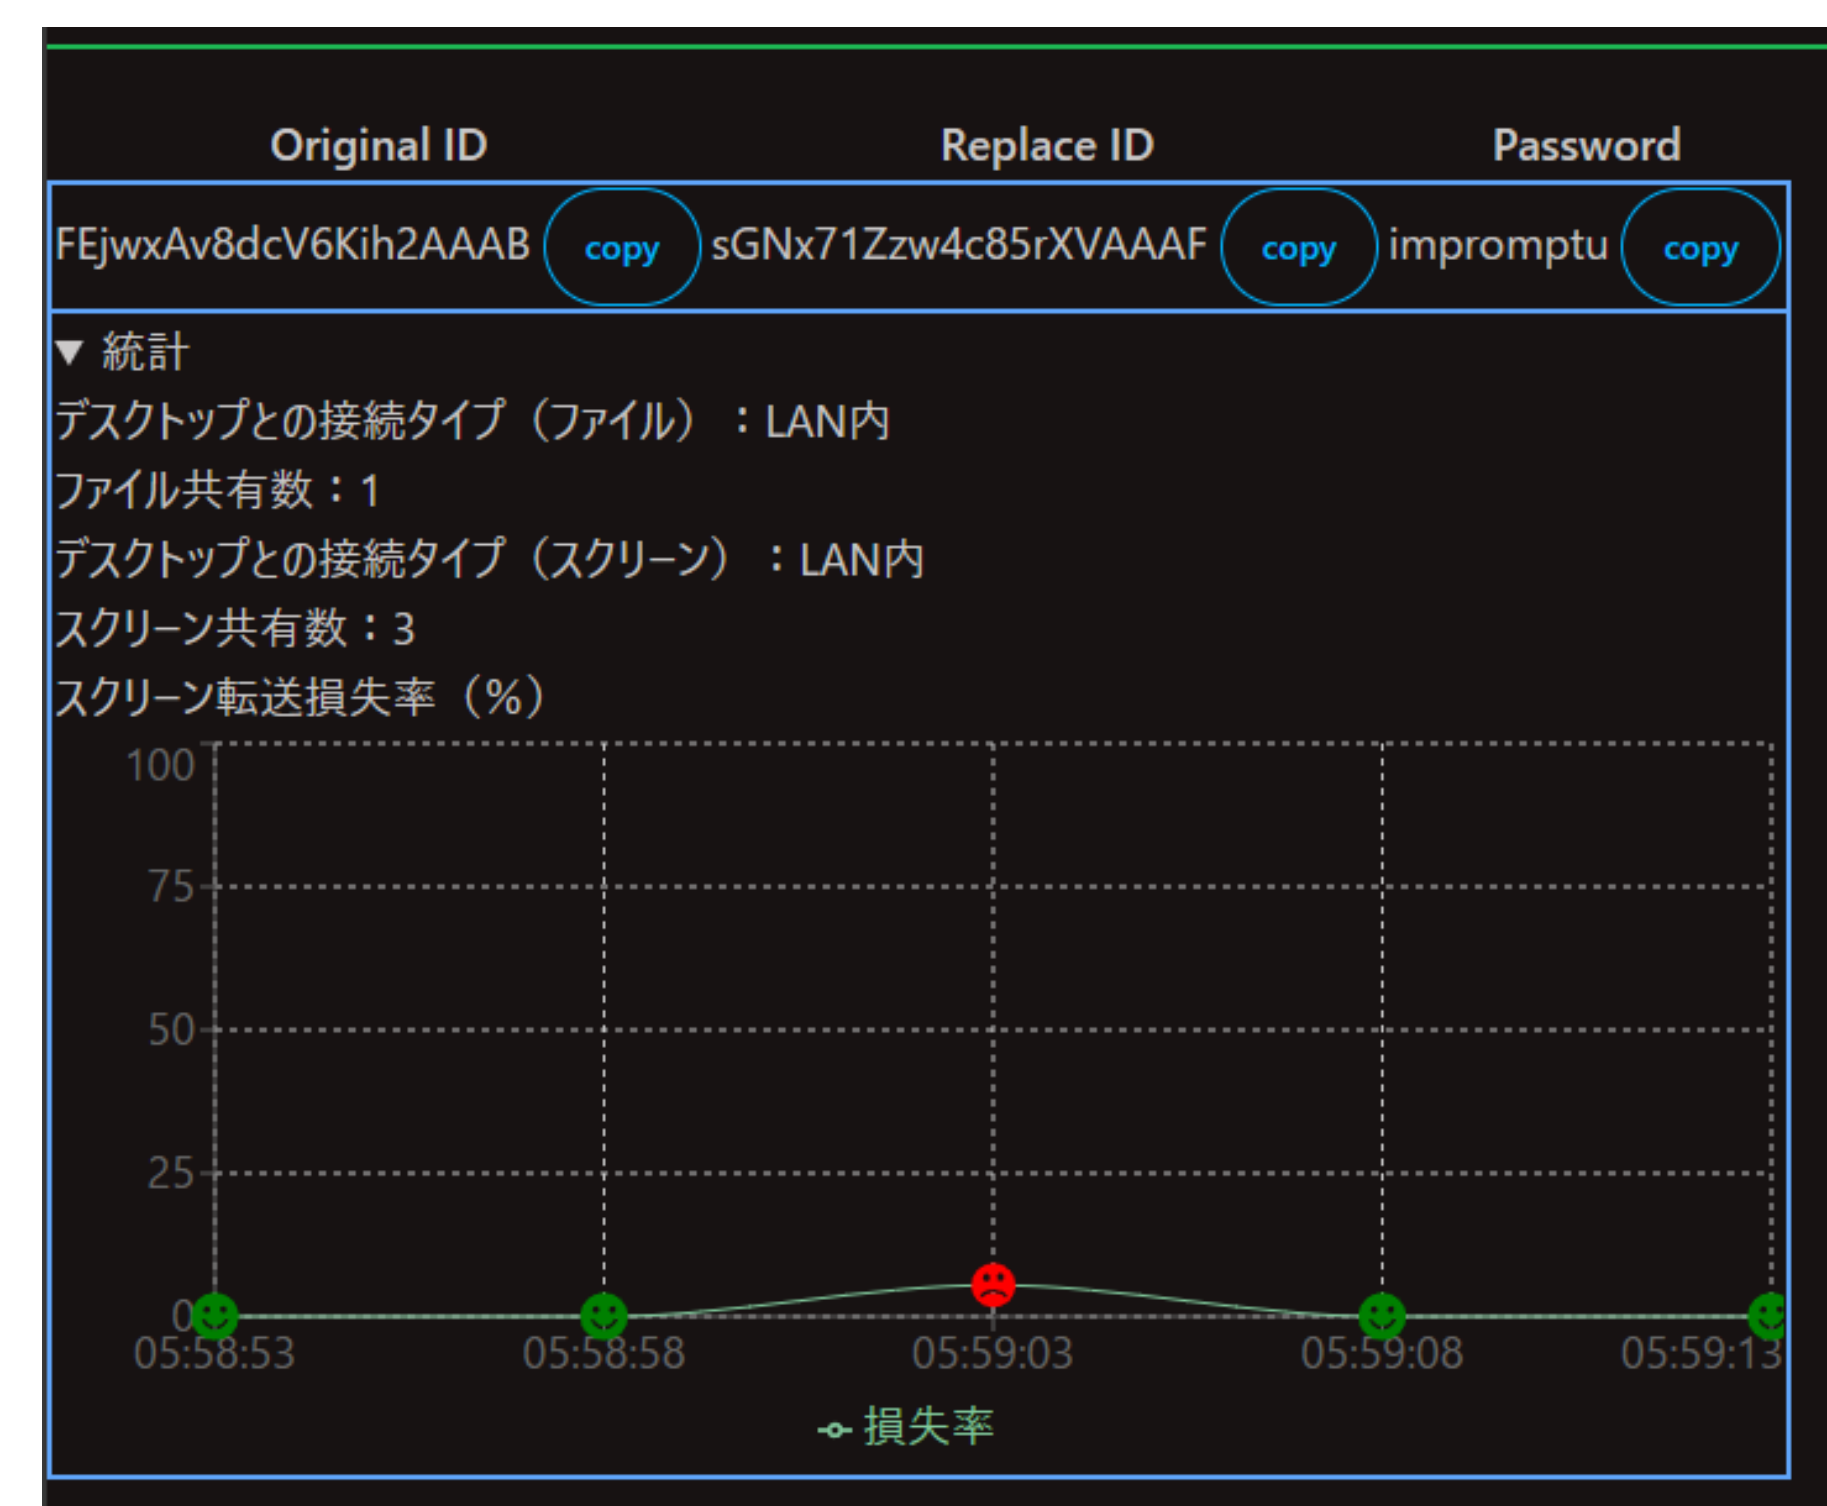 Original ID Replace ID Password
FEjwxAv8dcV6Kih2AAAB copy sGNx71Zzw4c85rXVAAAF copy impromptu copy
▼ 統計
デスクトップとの接続タイプ（ファイル）：LAN内
ファイル共有数：1
デスクトップとの接続タイプ（スクリーン）：LAN内
スクリーン共有数：3
スクリーン転送損失率（%）
100
75
50
25
0
05:58:53 05:58:58 05:59:03 05:59:08 05:59:13
損失率